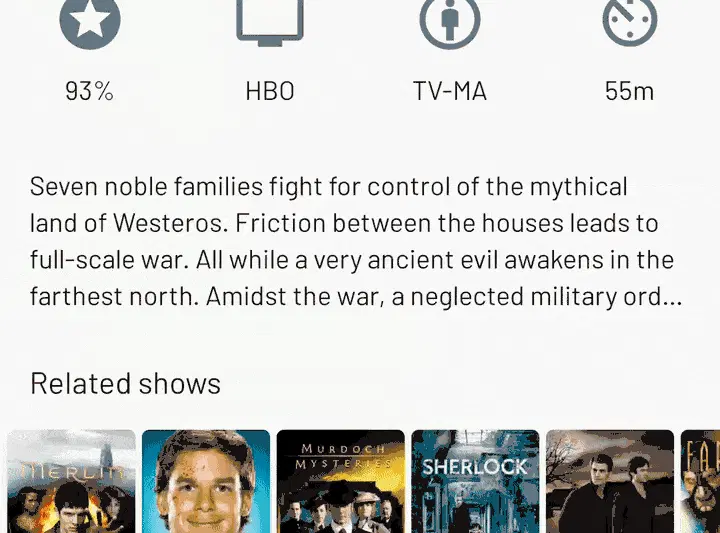 93%
HBO
TV-MA
55m
Seven noble families fight for control of the mythical
land of Westeros. Friction between the houses leads to
full-scale war. All while a very ancient evil awakens in the
farthest north. Amidst the war, a neglected military ord...
Related shows
MERLIN
MURDOCH
MYSTERIES
SHERLOCK
FA